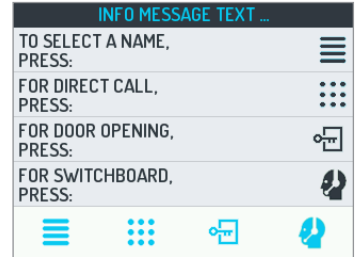 INFO MESSAGE TEXT ...
TO SELECT A NAME,
PRESS:
FOR DIRECT CALL,
PRESS:
FOR DOOR OPENING,
PRESS:
FOR SWITCHBOARD,
PRESS: